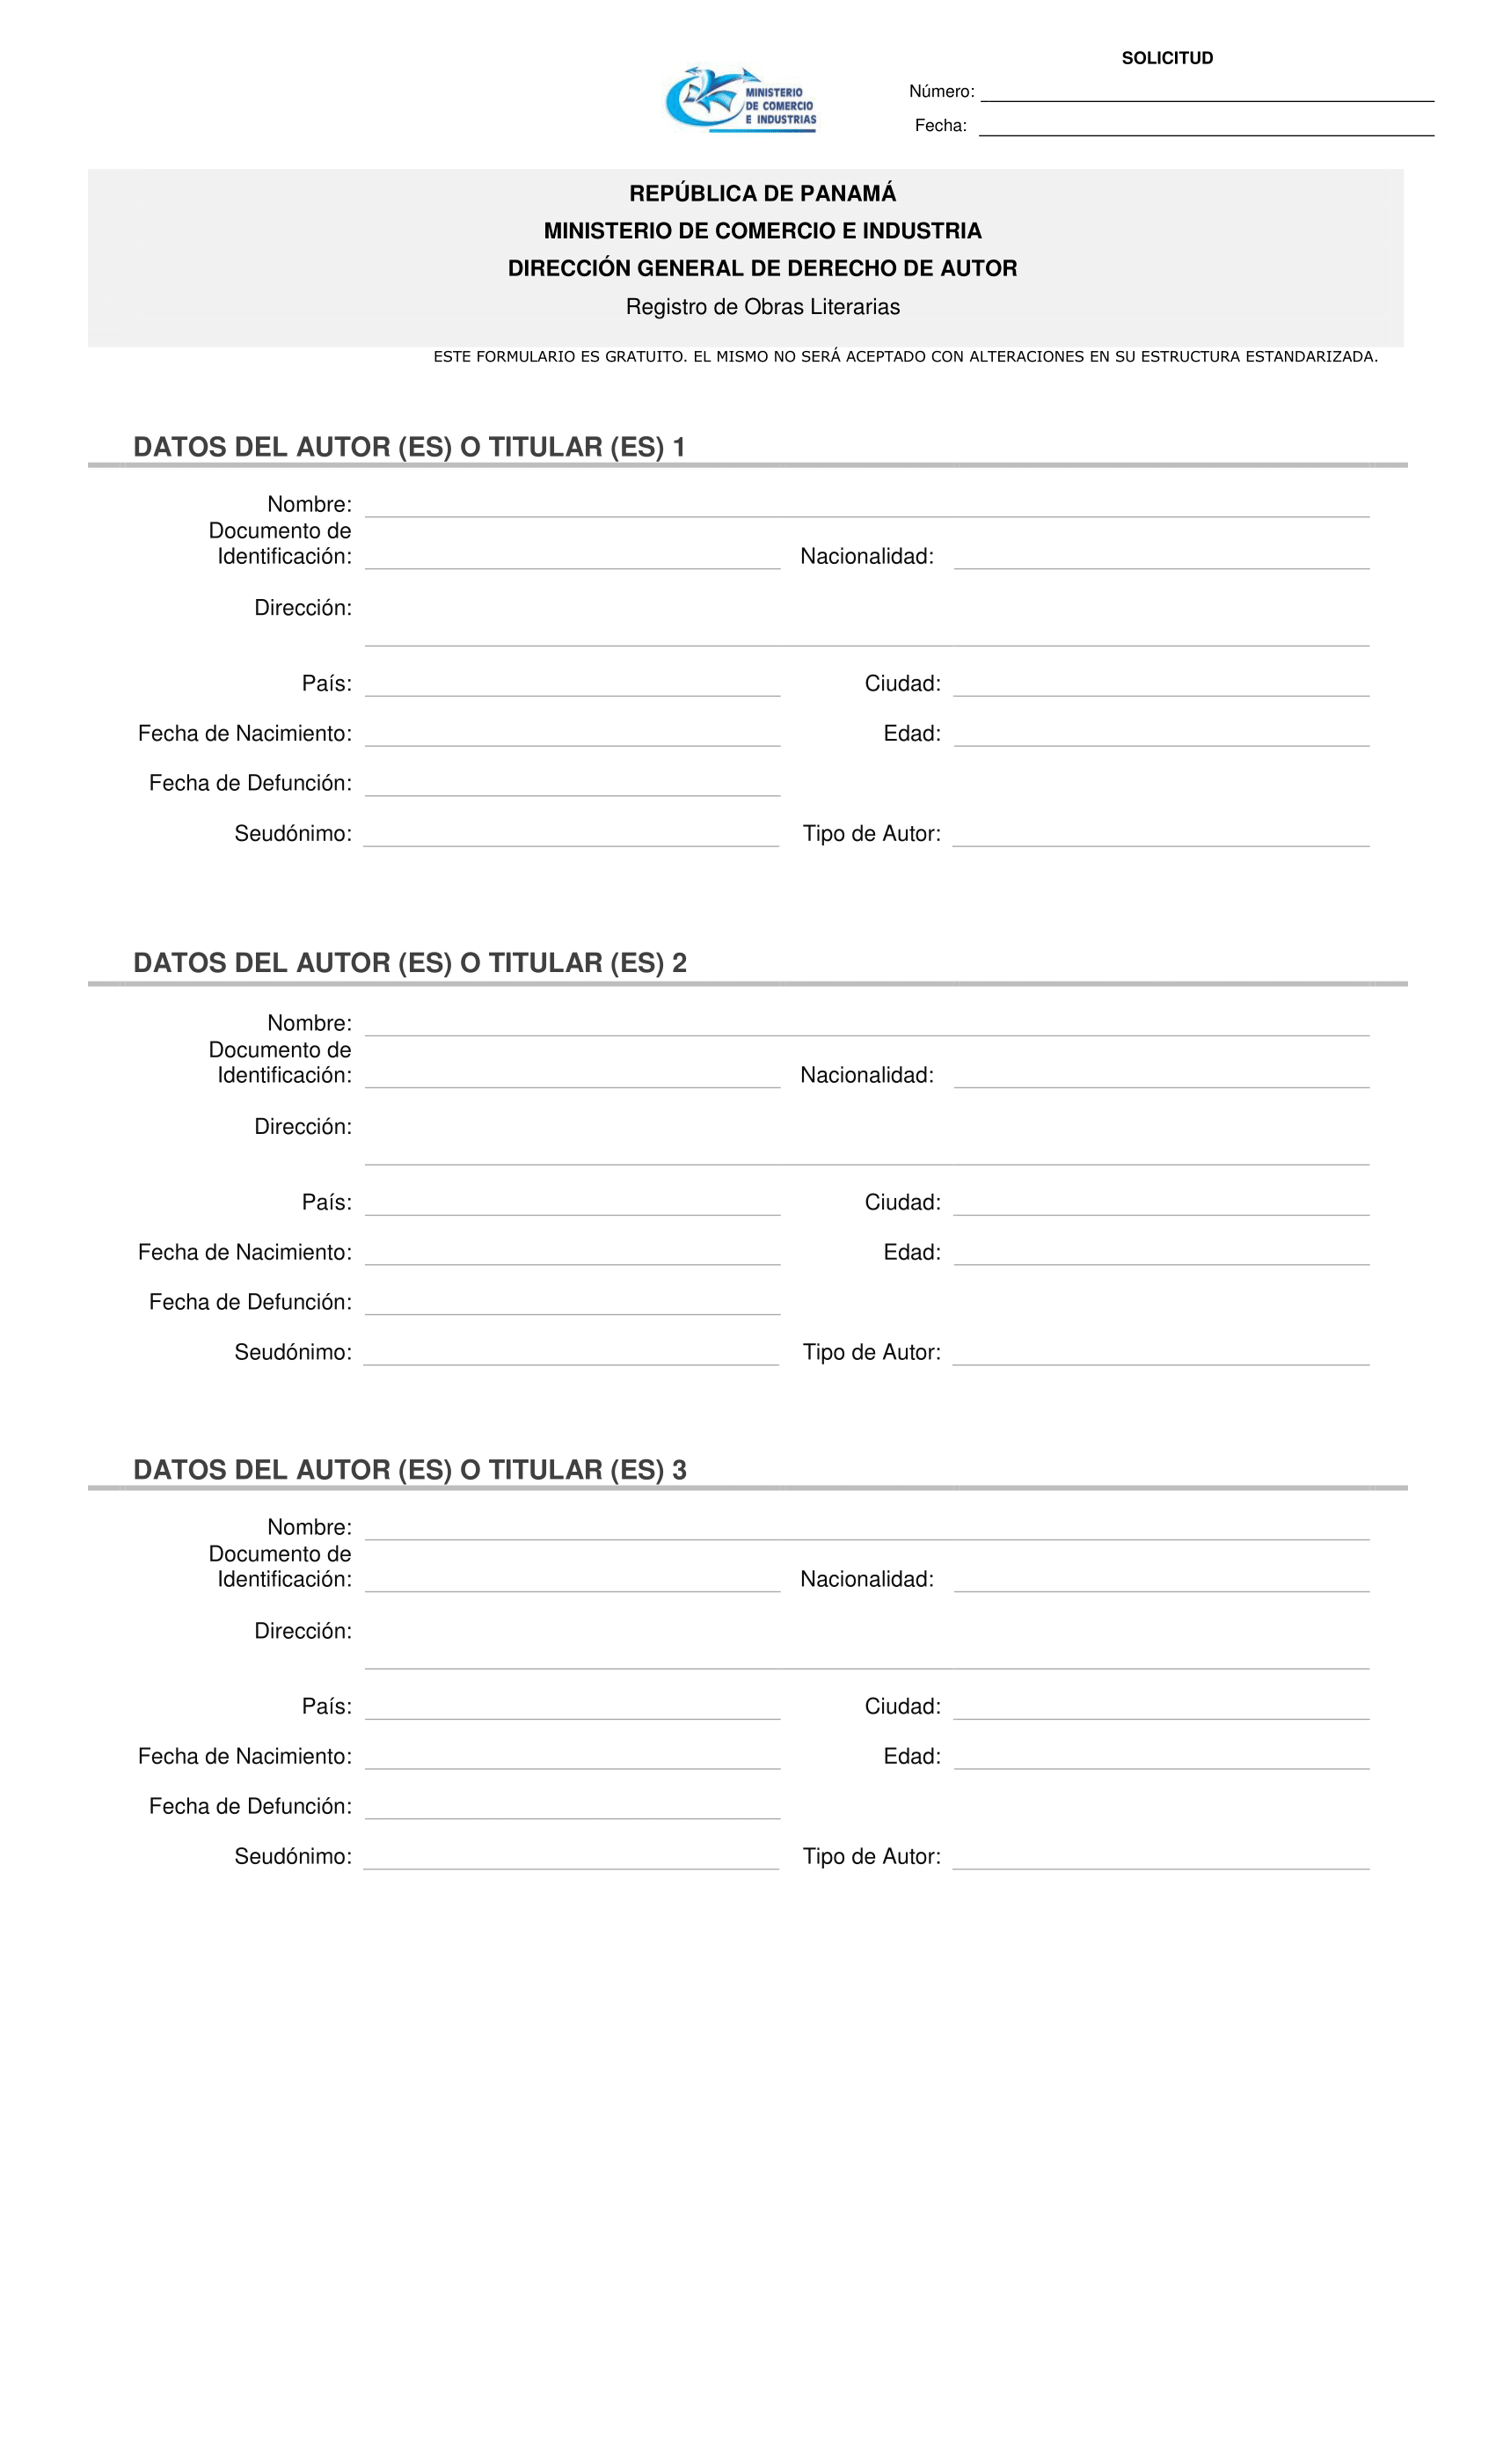 MINISTERIO
DE COMERCIO
E INDUSTRIAS
SOLICITUD
Número:
Fecha:
REPÚBLICA DE PANAMÁ
MINISTERIO DE COMERCIO E INDUSTRIA
DIRECCIÓN GENERAL DE DERECHO DE AUTOR
Registro de Obras Literarias
ESTE FORMULARIO ES GRATUITO. EL MISMO NO SERÁ ACEPTADO CON ALTERACIONES EN SU ESTRUCTURA ESTANDARIZADA.
DATOS DEL AUTOR (ES) O TITULAR (ES) 1
Nombre:
Documento de
Identificación: Nacionalidad:
Dirección:
País: Ciudad:
Fecha de Nacimiento: Edad:
Fecha de Defunción:
Seudónimo: Tipo de Autor:
DATOS DEL AUTOR (ES) O TITULAR (ES) 2
Nombre:
Documento de
Identificación: Nacionalidad:
Dirección:
País: Ciudad:
Fecha de Nacimiento: Edad:
Fecha de Defunción:
Seudónimo: Tipo de Autor:
DATOS DEL AUTOR (ES) O TITULAR (ES) 3
Nombre:
Documento de
Identificación: Nacionalidad:
Dirección:
País: Ciudad:
Fecha de Nacimiento: Edad:
Fecha de Defunción:
Seudónimo: Tipo de Autor: